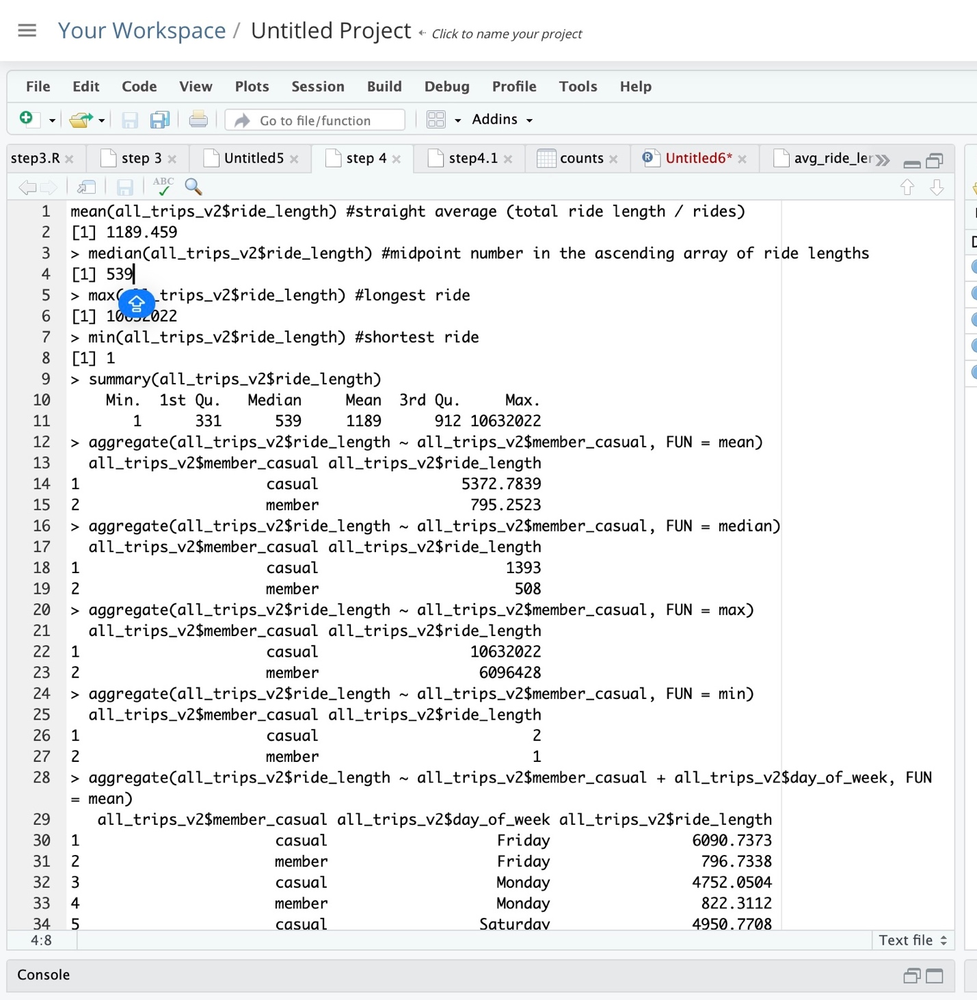 Your Workspace / Untitled Project Click to name your project
File Edit Code View Plots Session Build Debug Profile Tools Help
Go to file/function Addins
step3.R step 3 Untitled5 step 4 step4.1 counts Untitled6*
ABC
1 mean(all_trips_v2$ride_length) #straight average (total ride length / rides)
2 [1] 1189.459
3 > median(all_trips_v2$ride_length) #midpoint number in the ascending array of ride lengths
4 [1] 539
5 > max( _trips_v2$ride_length) #longest ride
6 [1] 10632022
7 > min(all_trips_v2$ride_length) #shortest ride
8 [1] 1
9 > summary(all_trips_v2$ride_length)
10 Min. 1st Qu. Median Mean 3rd Qu. Max.
11 1 331 539 1189 912 10632022
12 > aggregate(all_trips_v2$ride_length ~ all_trips_v2$member_casual, FUN = mean)
13 all_trips_v2$member_casual all_trips_v2$ride_length
14 1 casual 5372.7839
15 2 member 795.2523
16 > aggregate(all_trips_v2$ride_length ~ all_trips_v2$member_casual, FUN = median)
17 all_trips_v2$member_casual all_trips_v2$ride_length
18 1 casual 1393
19 2 member 508
20 > aggregate(all_trips_v2$ride_length ~ all_trips_v2$member_casual, FUN = max)
21 all_trips_v2$member_casual all_trips_v2$ride_length
22 1 casual 10632022
23 2 member 6096428
24 > aggregate(all_trips_v2$ride_length ~ all_trips_v2$member_casual, FUN = min)
25 all_trips_v2$member_casual all_trips_v2$ride_length
26 1 casual 2
27 2 member 1
28 > aggregate(all_trips_v2$ride_length ~ all_trips_v2$member_casual + all_trips_v2$day_of_week, FUN
= mean)
29 all_trips_v2$member_casual all_trips_v2$day_of_week all_trips_v2$ride_length
30 1 casual Friday 6090.7373
31 2 member Friday 796.7338
32 3 casual Monday 4752.0504
33 4 member Monday 822.3112
34 5 casual Saturday 4950.7708
4:8 Text file
Console